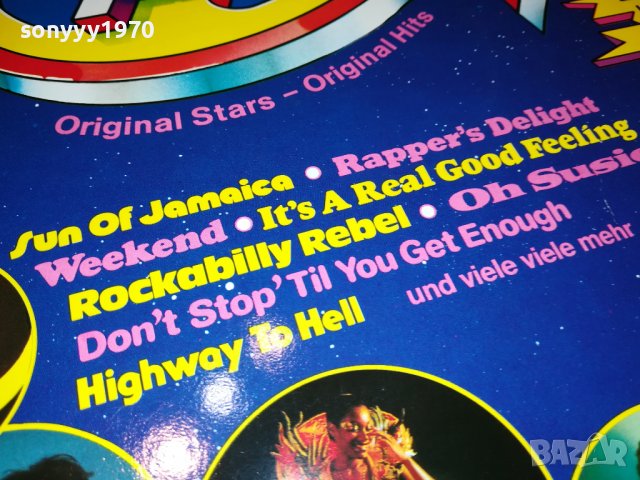 sonyyy1970
Original Stars – Original Hits
Sun Of Jamaica • Rapper's Delight
Weekend • It's A Real Good Feeling
Rockabilly Rebel • Oh Susie
Don't Stop 'Til You Get Enough
Highway To Hell
und viele viele mehr
BAZAR